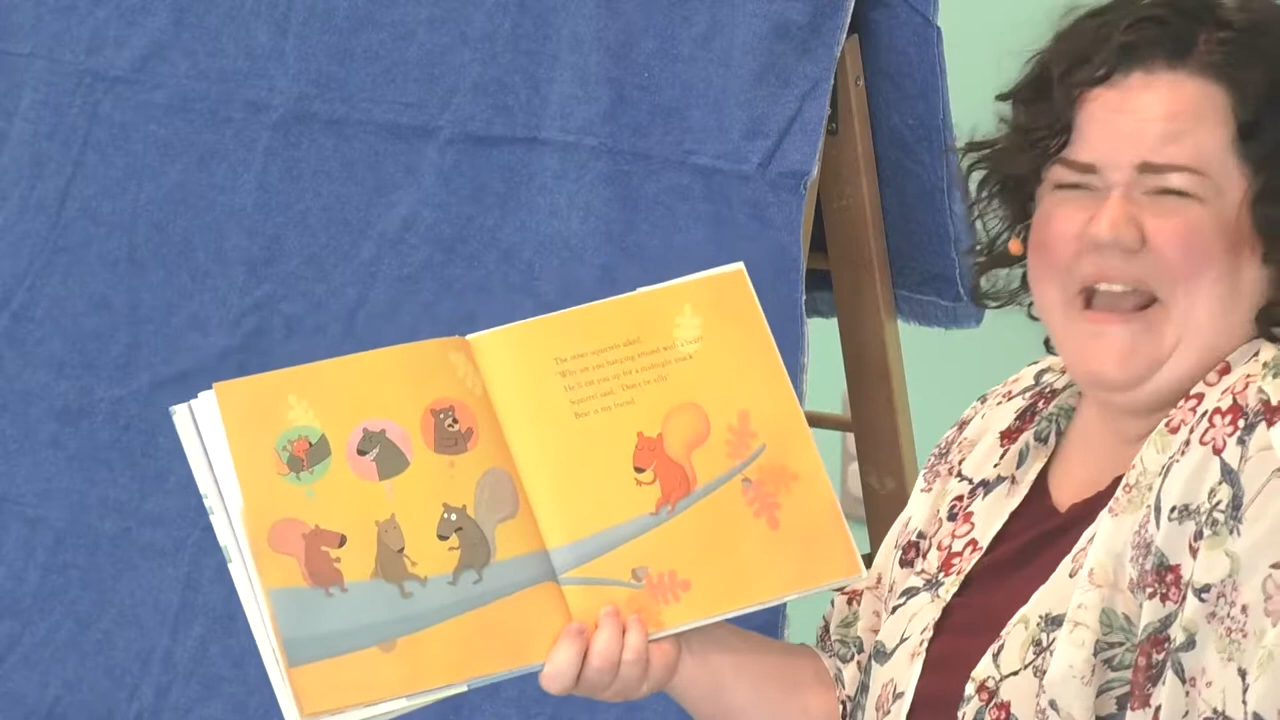 The other squirrels asked,
"Why are you hanging around with a bear?
He'll eat you up for a midnight snack."
Squirrel said, "Don't be silly.
Bear is my friend."